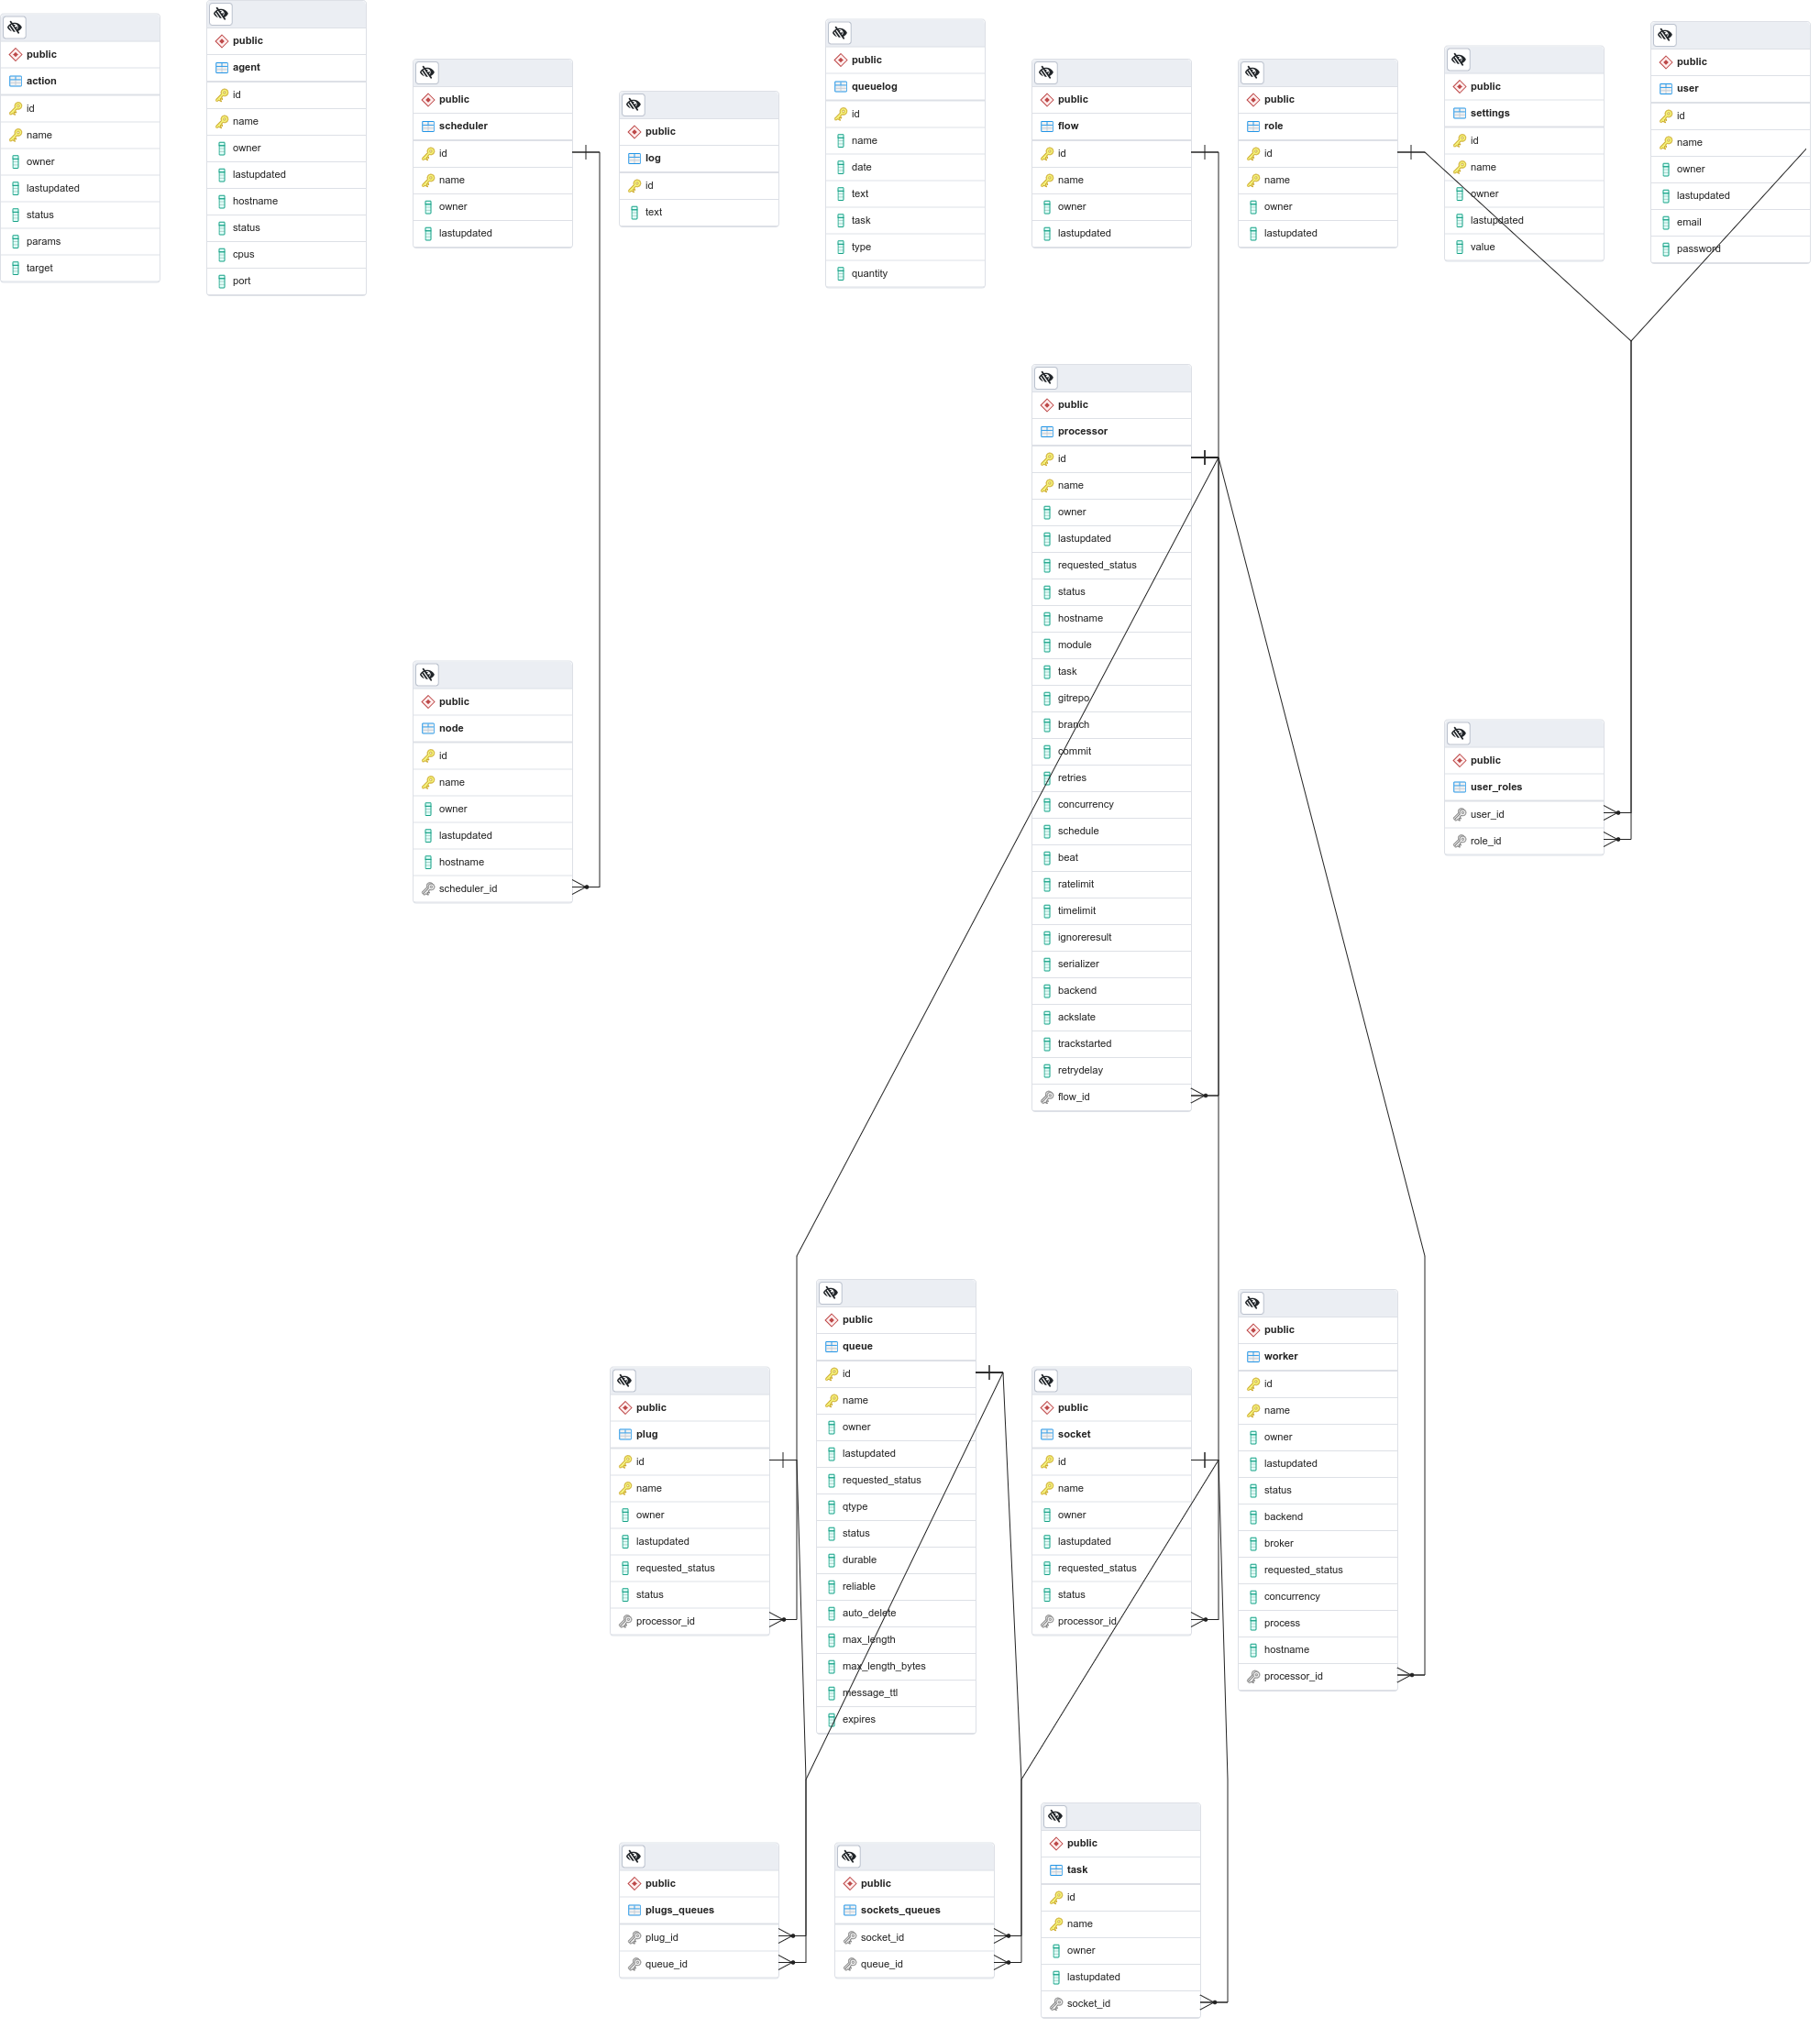 public
action
id
name
owner
lastupdated
status
params
target
public
agent
id
name
owner
lastupdated
hostname
status
cpus
port
public
scheduler
id
name
owner
lastupdated
public
log
id
text
public
queuelog
id
name
date
text
task
type
quantity
public
flow
id
name
owner
lastupdated
public
role
id
name
owner
lastupdated
public
settings
id
name
owner
lastupdated
value
public
user
id
name
owner
lastupdated
email
password
public
processor
id
name
owner
lastupdated
requested_status
status
hostname
module
task
gitrepo
branch
commit
retries
concurrency
schedule
beat
ratelimit
timelimit
ignoreresult
serializer
backend
ackslate
trackstarted
retrydelay
flow_id
public
node
id
name
owner
lastupdated
hostname
scheduler_id
public
user_roles
user_id
role_id
public
plug
id
name
owner
lastupdated
requested_status
status
processor_id
public
queue
id
name
owner
lastupdated
requested_status
qtype
status
durable
reliable
auto_delete
max_length
max_length_bytes
message_ttl
expires
public
socket
id
name
owner
lastupdated
requested_status
status
processor_id
public
worker
id
name
owner
lastupdated
status
backend
broker
requested_status
concurrency
process
hostname
processor_id
public
plugs_queues
plug_id
queue_id
public
sockets_queues
socket_id
queue_id
public
task
id
name
owner
lastupdated
socket_id